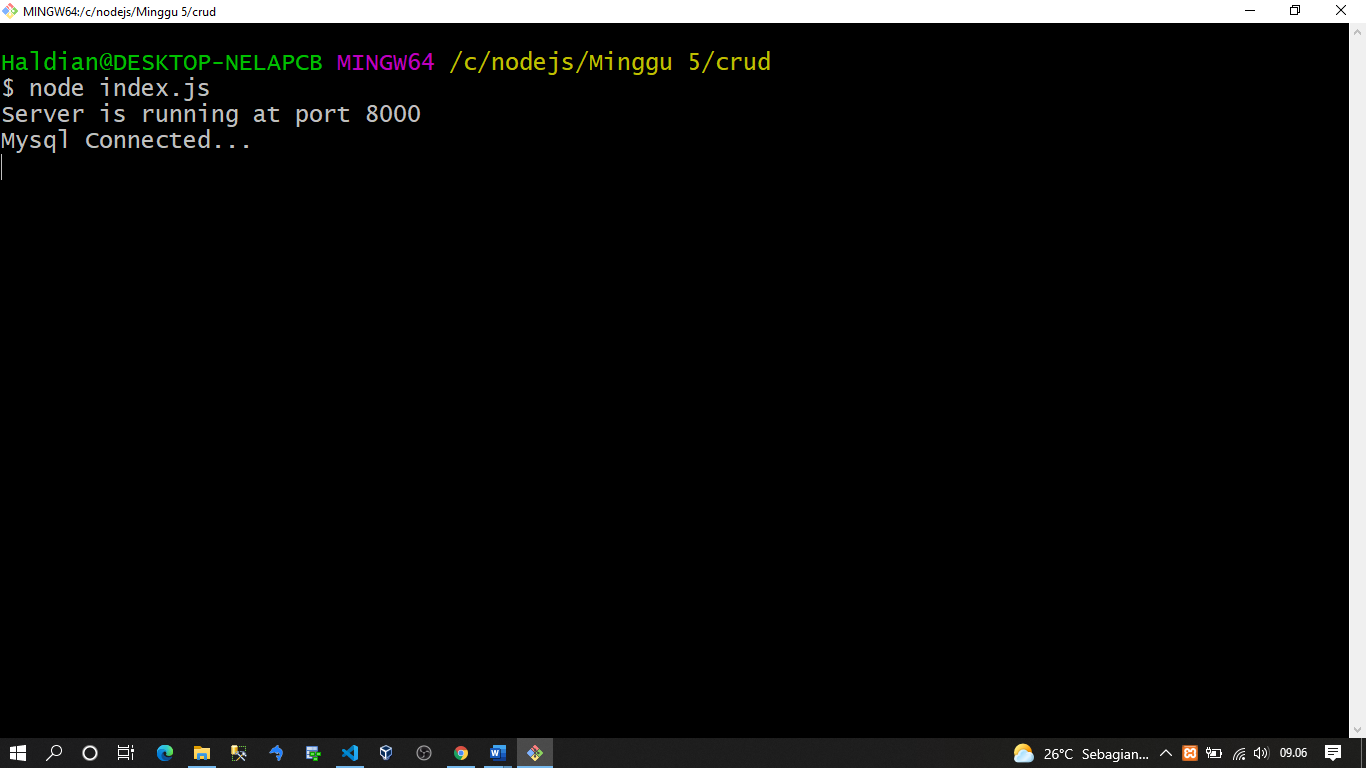 MINGW64:/c/nodejs/Minggu 5/crud
Haldian@DESKTOP-NELAPCB MINGW64 /c/nodejs/Minggu 5/crud
$ node index.js
Server is running at port 8000
Mysql Connected...
26°C Sebagian... 09.06